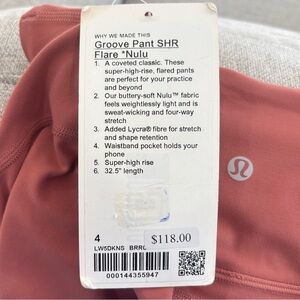 WHY WE MADE THIS
Groove Pant SHR
Flare *Nulu
1. A coveted classic. These
super-high-rise, flared pants
are perfect for your practice
and beyond
2. Our buttery-soft Nulu™ fabric
feels weightlessly light and is
sweat-wicking and four-way
stretch
3. Added Lycra® fibre for stretch
and shape retention
4. Waistband pocket holds your
phone
5. Super-high rise
6. 32.5" length
4
$118.00
LW5DKNS
000144355947